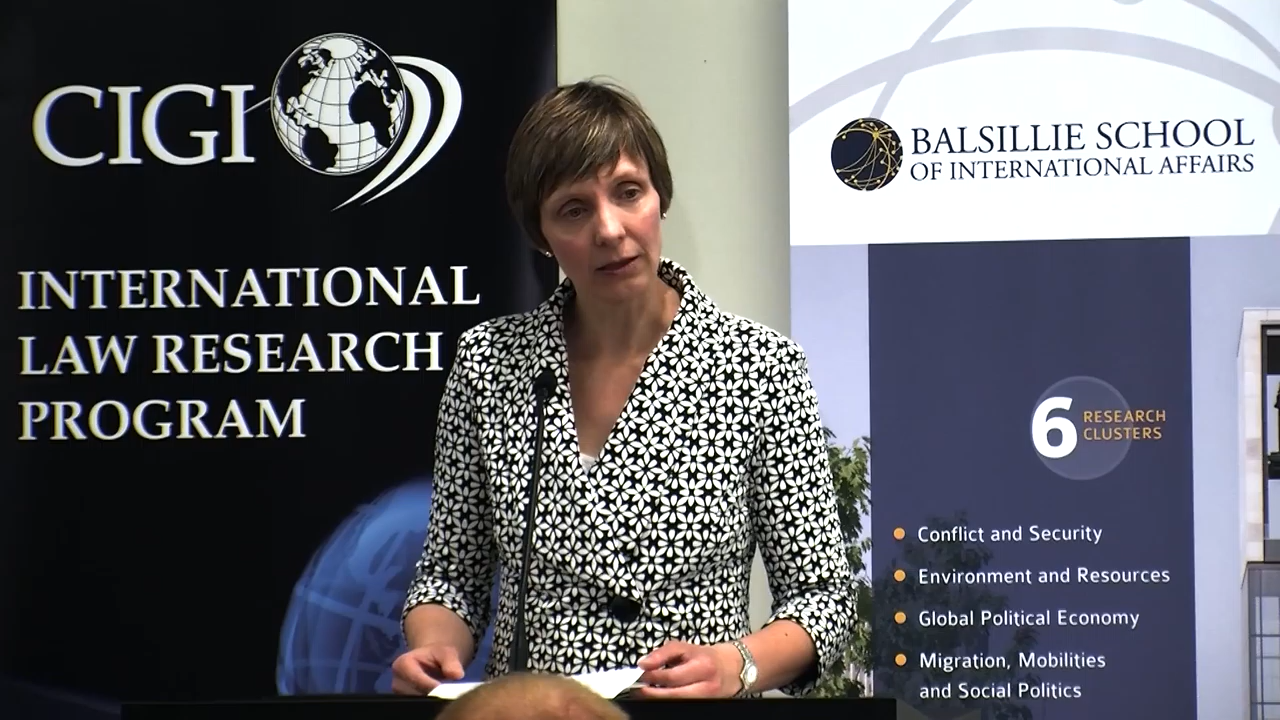 CIGI
INTERNATIONAL
LAW RESEARCH
PROGRAM
BALSILLIE SCHOOL
OF INTERNATIONAL AFFAIRS
6 RESEARCH
CLUSTERS
Conflict and Security
Environment and Resources
Global Political Economy
Migration, Mobilities
and Social Politics